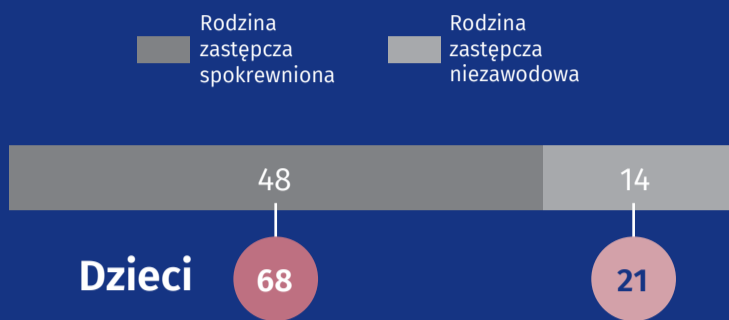 Rodzina
zastępcza
spokrewniona
Rodzina
zastępcza
niezawodowa
48
14
Dzieci
68
21